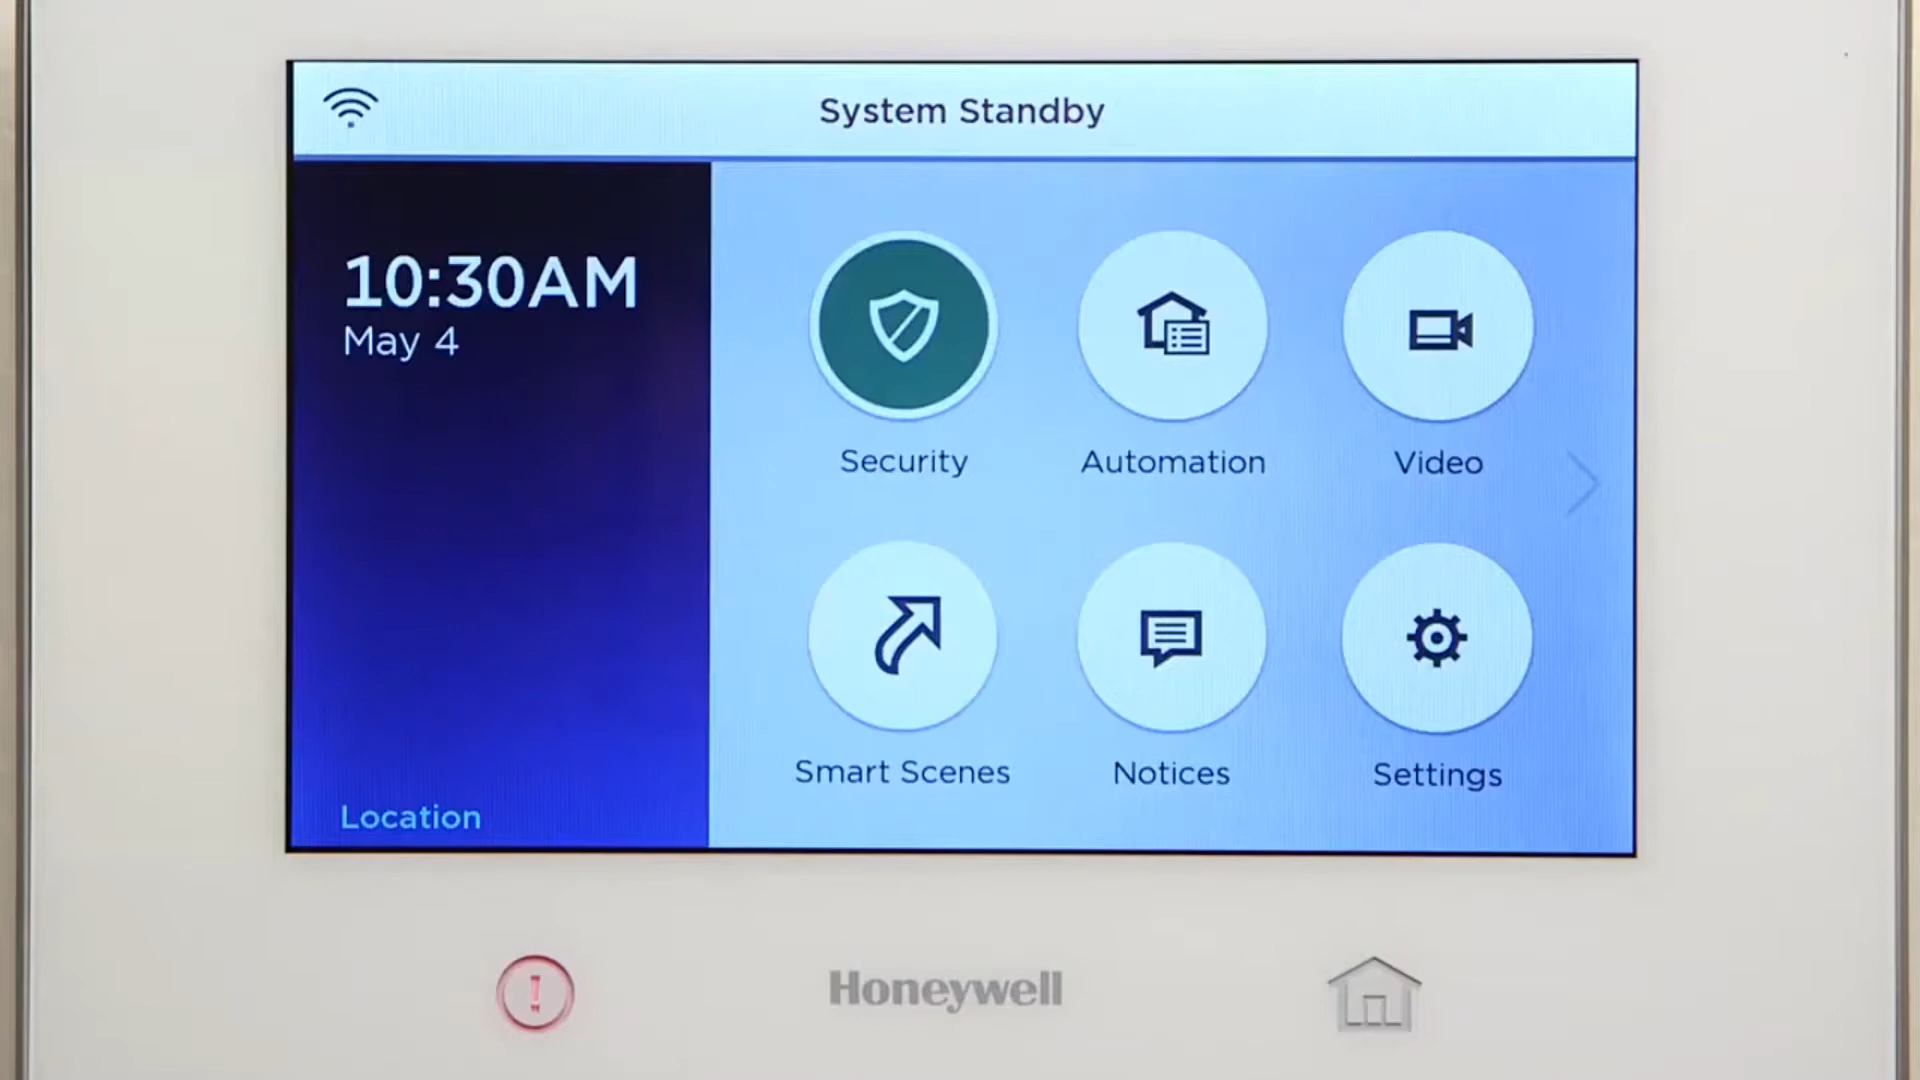 System Standby
10:30AM
May 4
Location
Security
Automation
Video
Smart Scenes
Notices
Settings
Honeywell